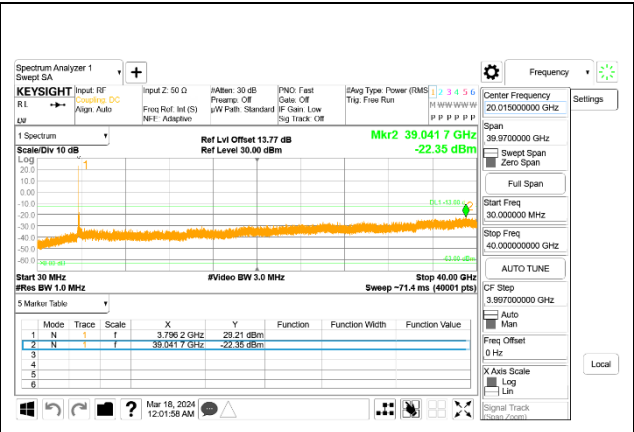 Spectrum Analyzer 1
Swept SA
Frequency
KEYSIGHT
RL
Input: RF
Coupling: DC
Align: Auto
Input Z: 50 Ω
Freq Ref: Int (S)
NFE: Adaptive
#Atten: 30 dB
Preamp: Off
µW Path: Standard
PNO: Fast
Gate: Off
IF Gain: Low
Sig Track: Off
#Avg Type: Power (RMS
Trig: Free Run
1 2 3 4 5 6
M W W W W W
P P P P P P
1 Spectrum
Scale/Div 10 dB
Ref Lvl Offset 13.77 dB
Ref Level 30.00 dBm
Mkr2 39.041 7 GHz
-22.35 dBm
Log
20.0
10.0
0.00
-10.0
-20.0
-30.0
-40.0
-50.0
-60.0
1
2
DL1 -13.00
Start 30 MHz
#Res BW 1.0 MHz
#Video BW 3.0 MHz
Stop 40.00 GHz
Sweep ~71.4 ms (40001 pts)
5 Marker Table
Mode Trace Scale X Y Function Function Width Function Value
1 N 1 f 3.796 2 GHz 29.21 dBm
2 N 1 f 39.041 7 GHz -22.35 dBm
3
4
5
6
Mar 18, 2024
12:01:58 AM
Center Frequency
20.015000000 GHz
Settings
Span
39.9700000 GHz
Swept Span
Zero Span
Full Span
Start Freq
30.000000 MHz
Stop Freq
40.000000000 GHz
AUTO TUNE
CF Step
3.997000000 GHz
Auto
Man
Freq Offset
0 Hz
X Axis Scale
Log
Lin
Local
Signal Track
(Span Zoom)